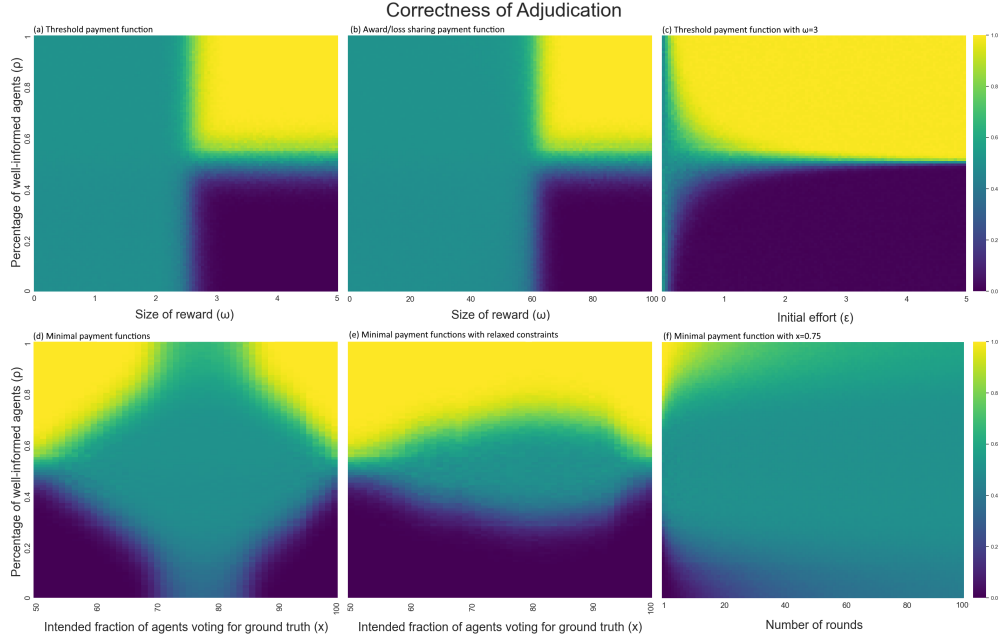 Correctness of Adjudication
(a) Threshold payment function
(b) Award/loss sharing payment function
(c) Threshold payment function with ω=3
Percentage of well-informed agents (ρ)
1
0.8
0.6
0.4
0.2
0
0 1 2 3 4 5
Size of reward (ω)
0 20 40 60 80 100
Size of reward (ω)
0 1 2 3 4 5
Initial effort (ε)
1.0
0.8
0.6
0.4
0.2
0.0
(d) Minimal payment functions
(e) Minimal payment functions with relaxed constraints
(f) Minimal payment function with x=0.75
Percentage of well-informed agents (ρ)
1
0.8
0.6
0.4
0.2
0
50 60 70 80 90 100
Intended fraction of agents voting for ground truth (x)
50 60 70 80 90 100
Intended fraction of agents voting for ground truth (x)
1 20 40 60 80 100
Number of rounds
1.0
0.8
0.6
0.4
0.2
0.0